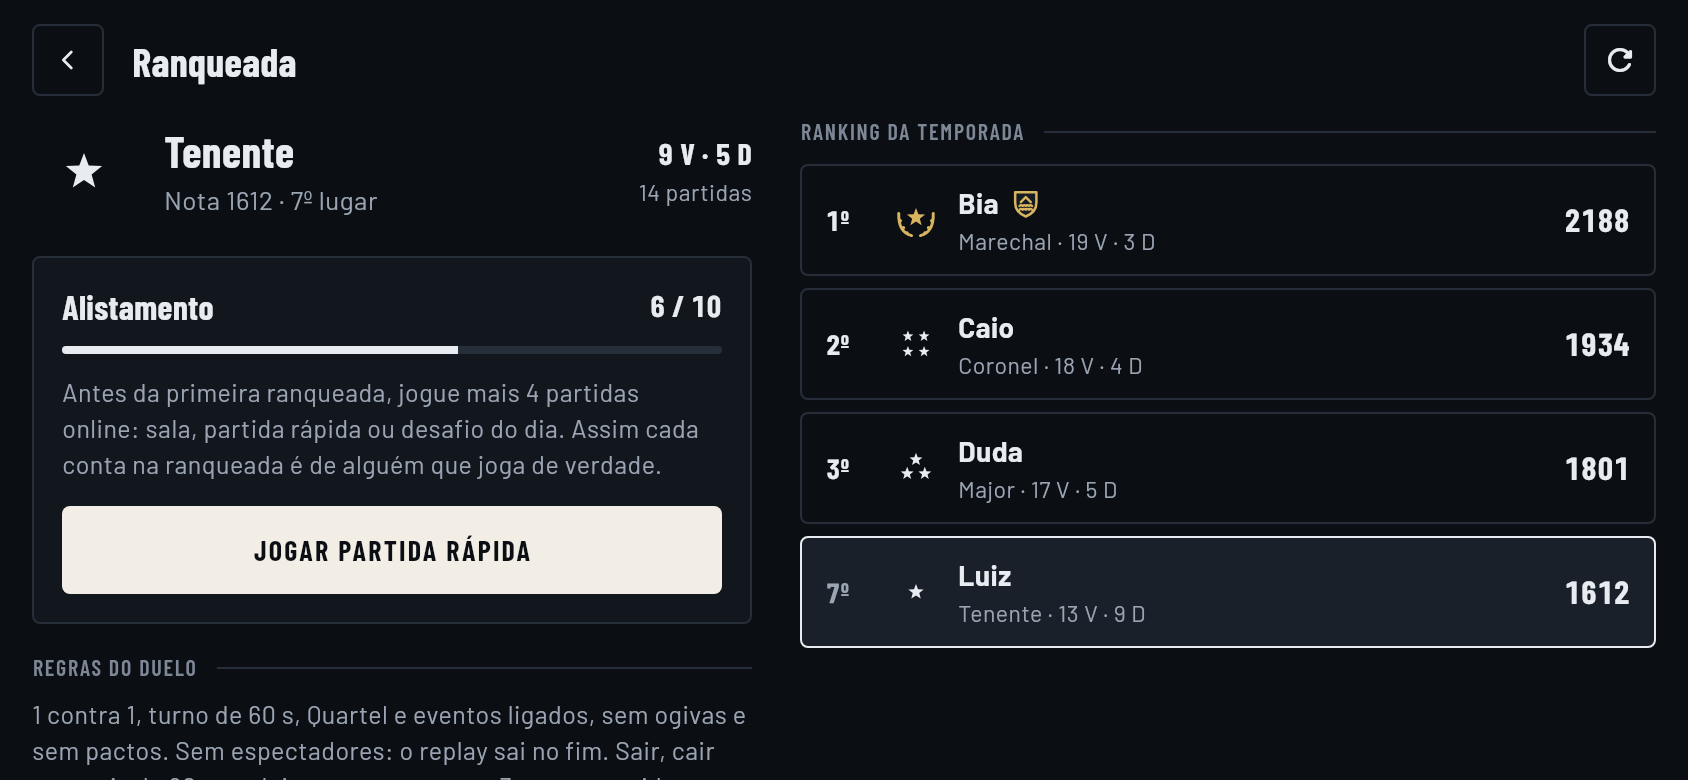 Ranqueada
Tenente
Nota 1612 · 7º lugar
9 V · 5 D
14 partidas
Alistamento
6 / 10
Antes da primeira ranqueada, jogue mais 4 partidas
online: sala, partida rápida ou desafio do dia. Assim cada
conta na ranqueada é de alguém que joga de verdade.
JOGAR PARTIDA RÁPIDA
REGRAS DO DUELO
1 contra 1, turno de 60 s, Quartel e eventos ligados, sem ogivas e
sem pactos. Sem espectadores: o replay sai no fim. Sair, cair
RANKING DA TEMPORADA
1º
Bia
Marechal · 19 V · 3 D
2188
2º
Caio
Coronel · 18 V · 4 D
1934
3º
Duda
Major · 17 V · 5 D
1801
7º
Luiz
Tenente · 13 V · 9 D
1612